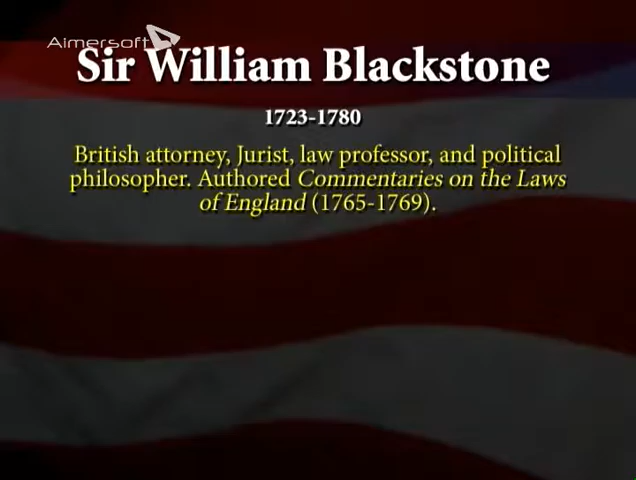 Aimersoft
Sir William Blackstone
1723-1780
British attorney, Jurist, law professor, and political
philosopher. Authored Commentaries on the Laws
of England (1765-1769).